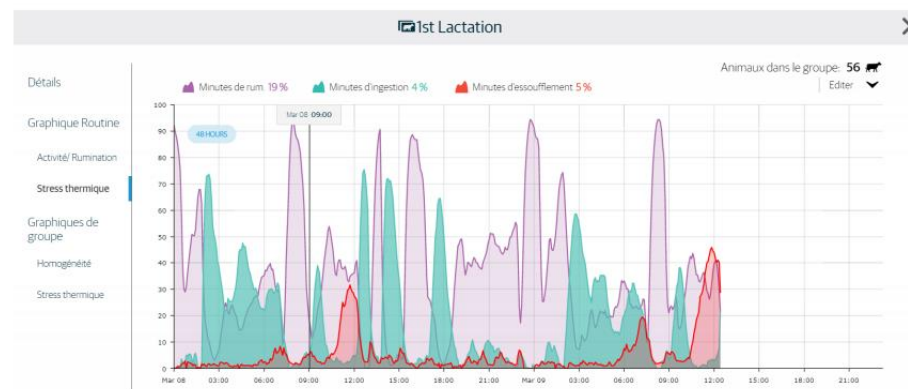 1st Lactation
Animaux dans le groupe: 56
Editer
Détails
Graphique Routine
Activité/ Rumination
Stress thermique
Graphiques de
groupe
Homogénéité
Stress thermique
Minutes de rum. 19 %
Minutes d'ingestion 4 %
Minutes d'essoufflement 5 %
Mar 08 09:00
48 HOURS
100
90
80
70
60
50
40
30
20
10
0
Mar 08 03:00 06:00 09:00 12:00 15:00 18:00 21:00 Mar 09 03:00 06:00 09:00 12:00 15:00 18:00 21:00